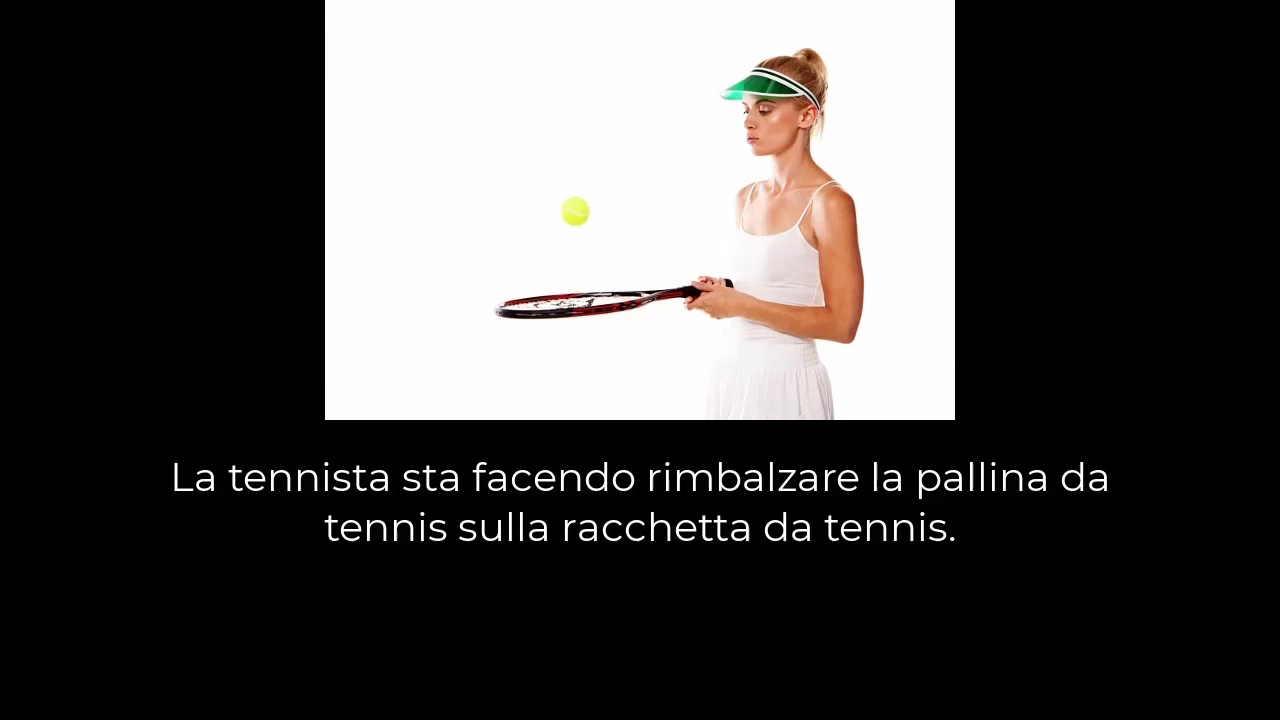 La tennista sta facendo rimbalzare la pallina da
tennis sulla racchetta da tennis.